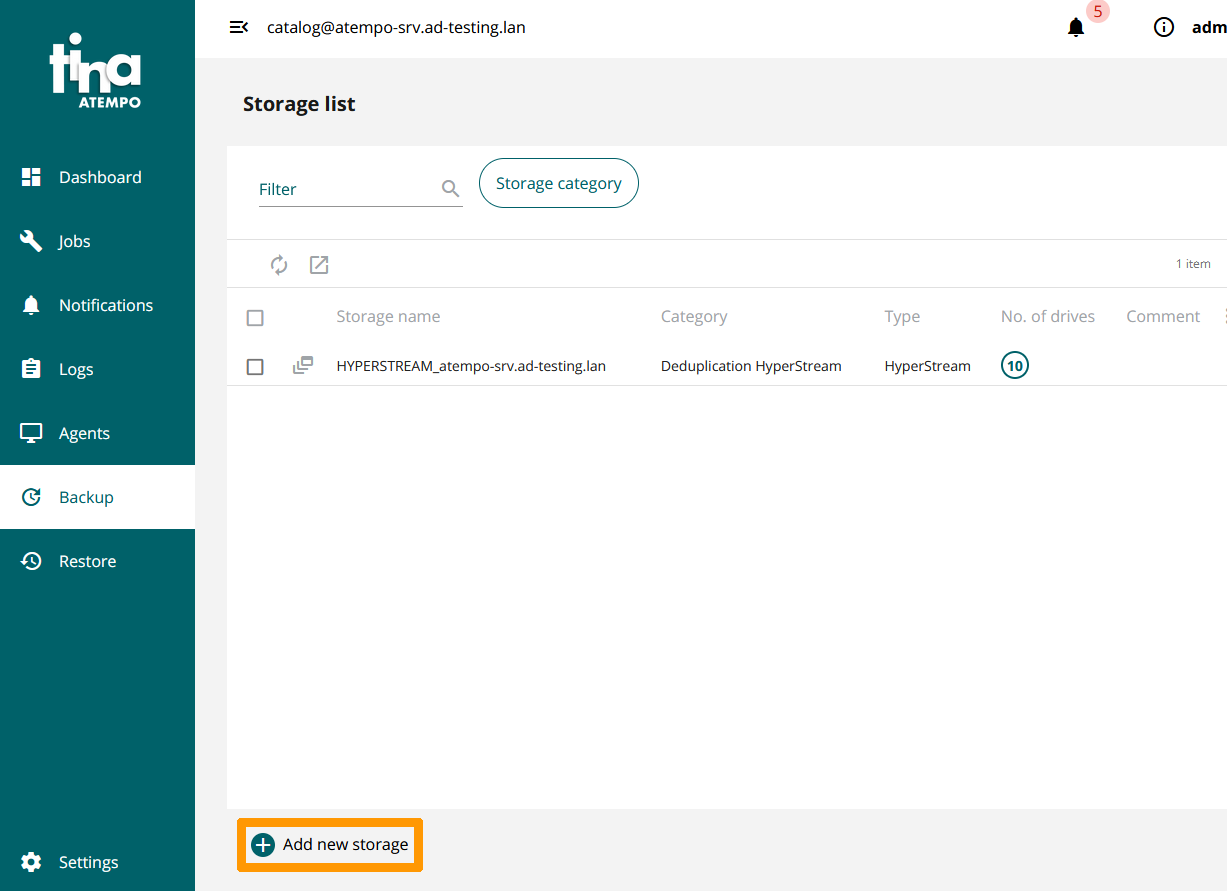 tina
ATEMPO
catalog@atempo-srv.ad-testing.lan
5
adm
Storage list
Dashboard
Jobs
Notifications
Logs
Agents
Backup
Restore
Settings
Filter
Storage category
1 item
Storage name Category Type No. of drives Comment
HYPERSTREAM_atempo-srv.ad-testing.lan Deduplication HyperStream HyperStream 10
Add new storage